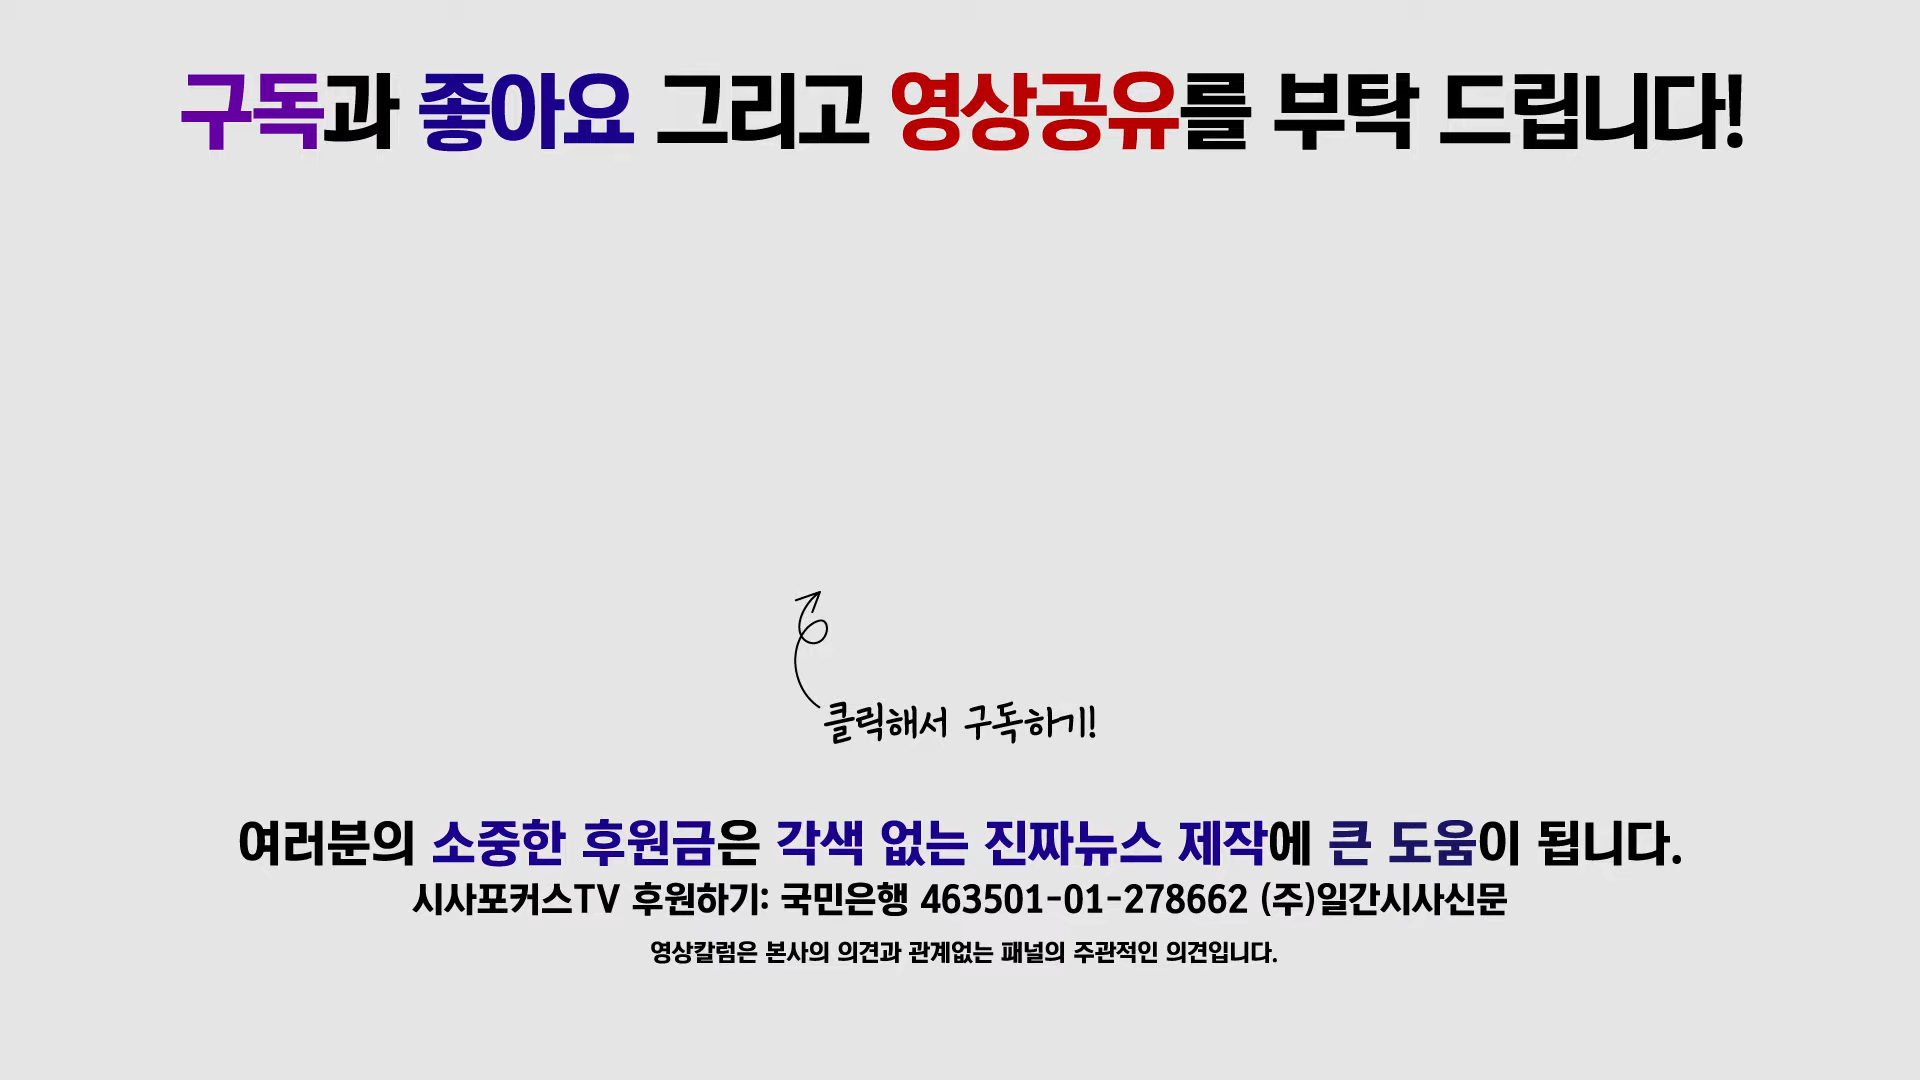 구독과 좋아요 그리고 영상공유를 부탁 드립니다!
클릭해서 구독하기!
여러분의 소중한 후원금은 각색 없는 진짜뉴스 제작에 큰 도움이 됩니다.
시사포커스TV 후원하기: 국민은행 463501-01-278662 (주)일간시사신문
영상칼럼은 본사의 의견과 관계없는 패널의 주관적인 의견입니다.